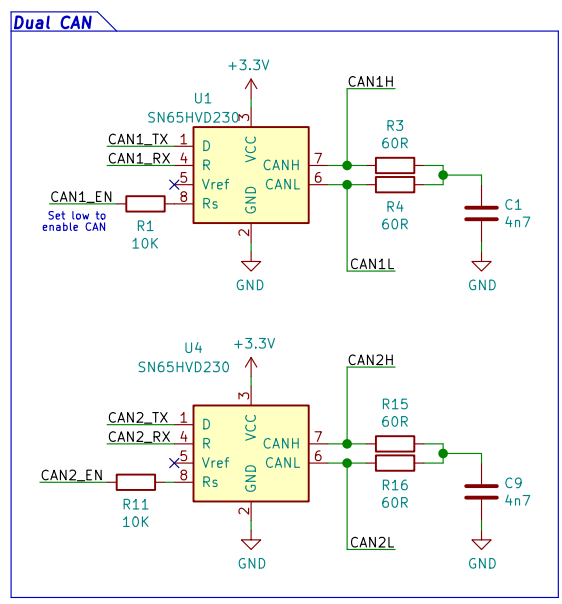 Dual CAN
+3.3V
CAN1H
U1
SN65HVD230
3
R3
60R
CAN1_TX 1 D VCC
CAN1_RX 4 R CANH 7
5 Vref CANL 6
CAN1_EN 8 Rs GND
Set low to
enable CAN
R1
10K
2
R4
60R
C1
4n7
GND
CAN1L
GND
+3.3V
U4
SN65HVD230
CAN2H
3
R15
60R
CAN2_TX 1 D VCC
CAN2_RX 4 R CANH 7
5 Vref CANL 6
CAN2_EN 8 Rs GND
R11
10K
2
R16
60R
C9
4n7
CAN2L
GND
GND